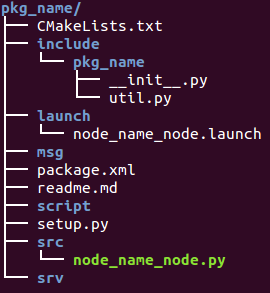 pkg_name/
├── CMakeLists.txt
├── include
│   └── pkg_name
│       ├── __init__.py
│       └── util.py
├── launch
│   └── node_name_node.launch
├── msg
├── package.xml
├── readme.md
├── script
├── setup.py
├── src
│   └── node_name_node.py
└── srv